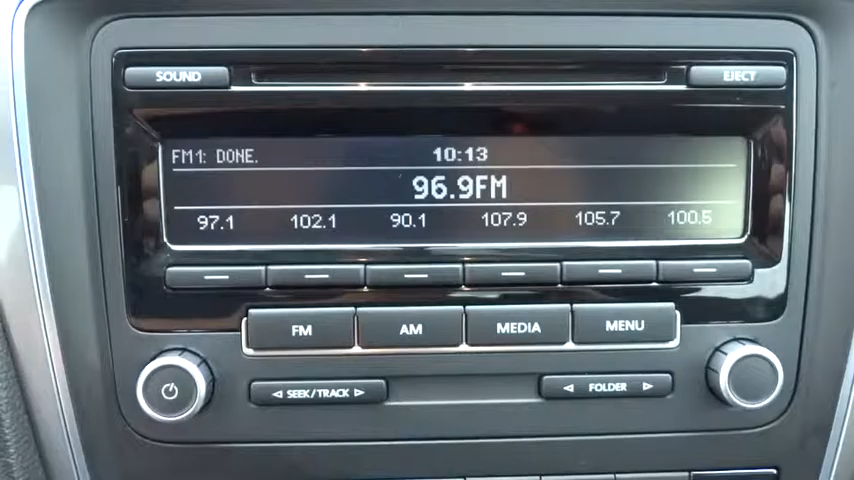 SOUND EJECT
FM1: DONE. 10:13
96.9FM
97.1 102.1 90.1 107.9 105.7 100.5
FM AM MEDIA MENU
SEEK/TRACK FOLDER